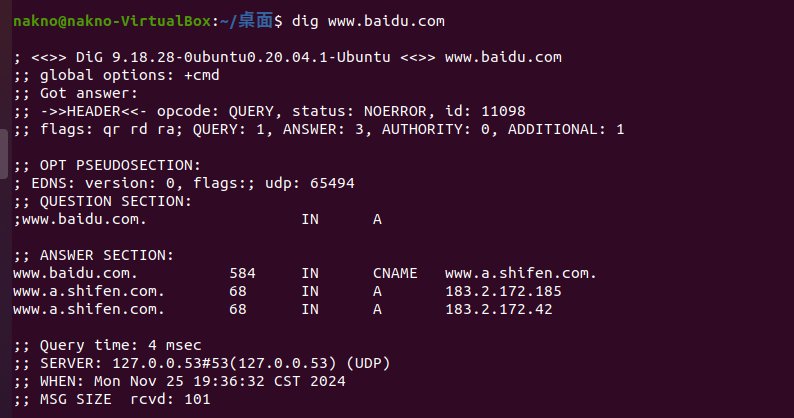 nakno@nakno-VirtualBox:~/桌面$ dig www.baidu.com

; <<>> DiG 9.18.28-0ubuntu0.20.04.1-Ubuntu <<>> www.baidu.com
;; global options: +cmd
;; Got answer:
;; ->>HEADER<<- opcode: QUERY, status: NOERROR, id: 11098
;; flags: qr rd ra; QUERY: 1, ANSWER: 3, AUTHORITY: 0, ADDITIONAL: 1

;; OPT PSEUDOSECTION:
; EDNS: version: 0, flags:; udp: 65494
;; QUESTION SECTION:
;www.baidu.com.                 IN      A

;; ANSWER SECTION:
www.baidu.com.          584     IN      CNAME   www.a.shifen.com.
www.a.shifen.com.       68      IN      A       183.2.172.185
www.a.shifen.com.       68      IN      A       183.2.172.42

;; Query time: 4 msec
;; SERVER: 127.0.0.53#53(127.0.0.53) (UDP)
;; WHEN: Mon Nov 25 19:36:32 CST 2024
;; MSG SIZE  rcvd: 101